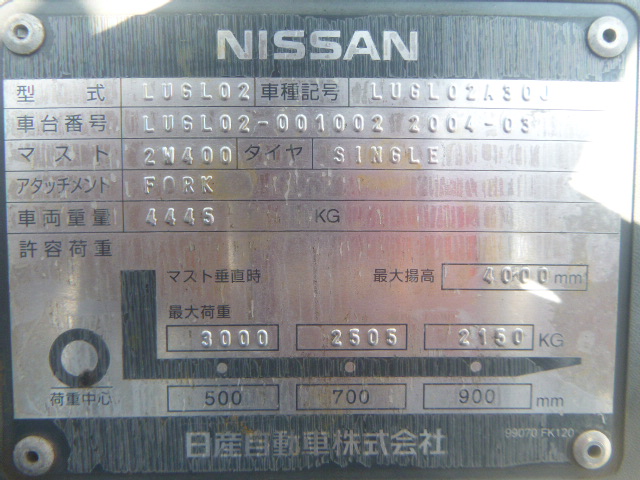 NISSAN
型式 LUGL02 車種記号 LUGL02A30J
車台番号 LUGL02-001002 2004-03
マスト 2M400 タイヤ SINGLE
アタッチメント FORK
車両重量 4445 KG
許容荷重
マスト垂直時 最大揚高 4000 mm
最大荷重
3000 2505 2150 KG
荷重中心 500 700 900 mm
日産自動車株式会社 99070 FK120